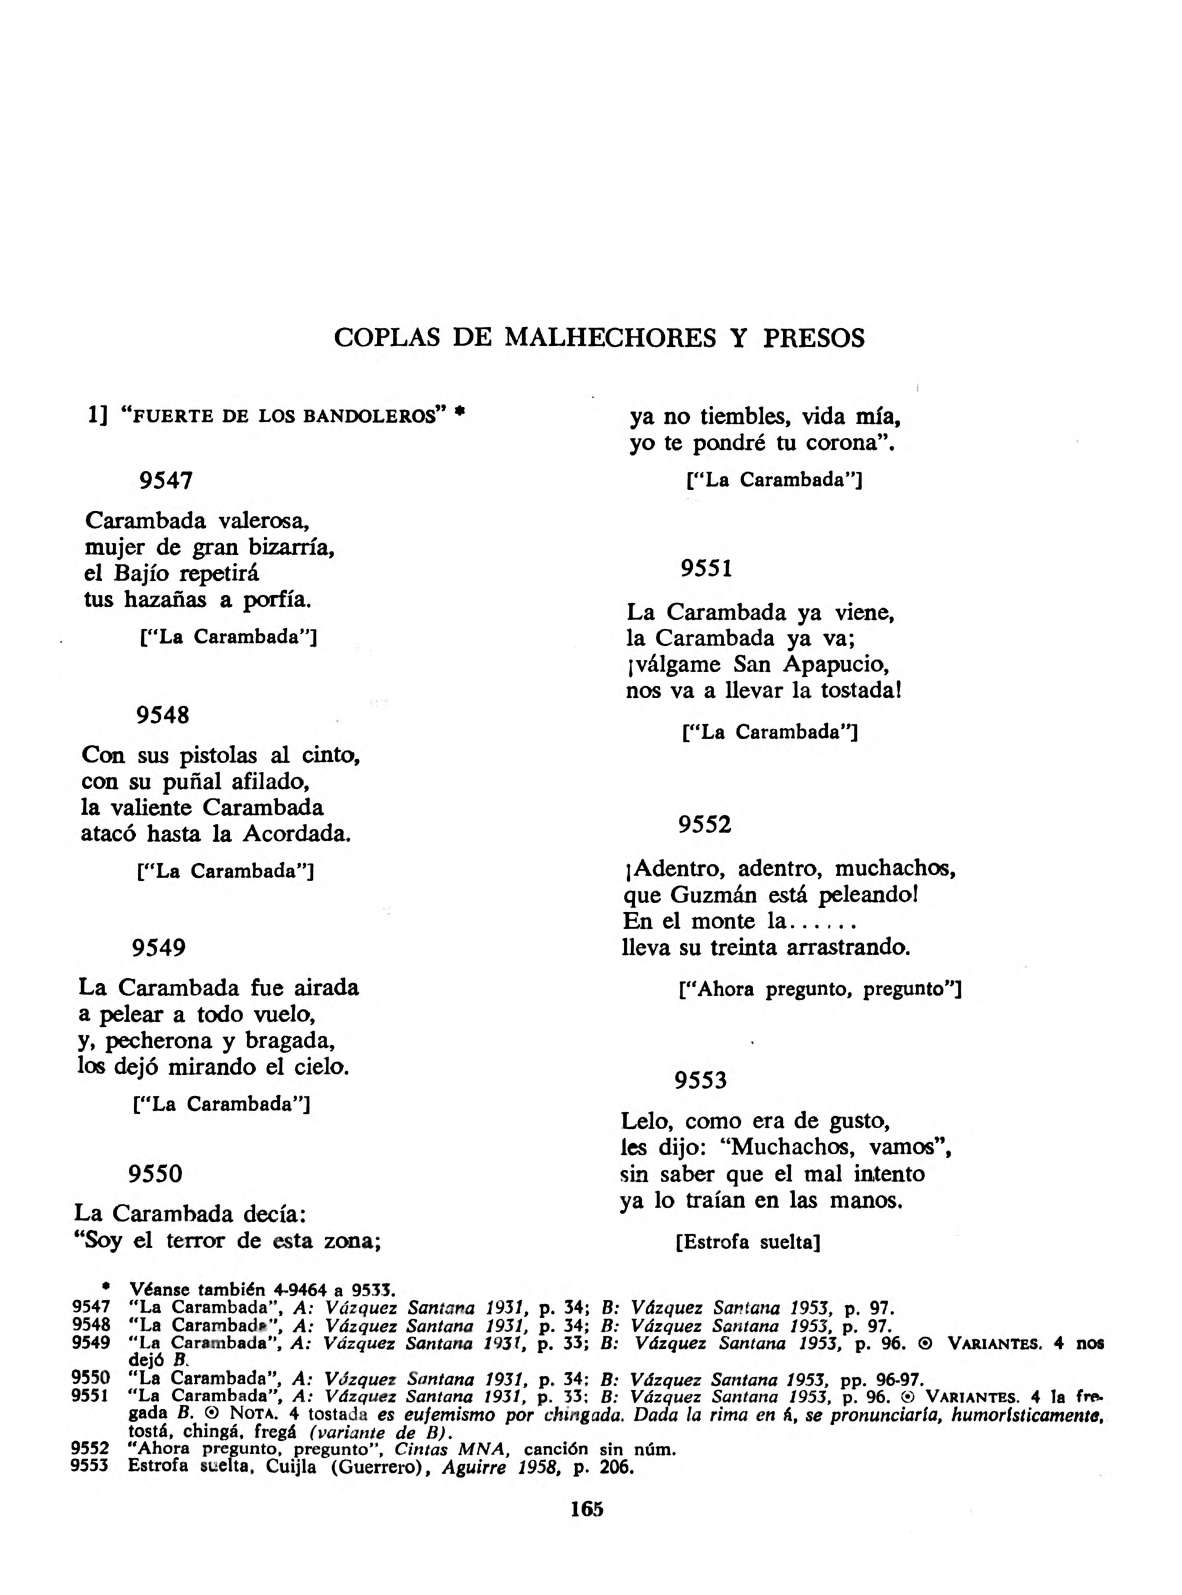 COPLAS DE MALHECHORES Y PRESOS
1] “FUERTE DE LOS BANDOLEROS” *
9547
Carambada valerosa,
mujer de gran bizarría,
el Bajío repetirá
tus hazañas a porfía.
[“La Carambada”]
9548
Con sus pistolas al cinto,
con su puñal afilado,
la valiente Carambada
atacó hasta la Acordada.
[“La Carambada”]
9549
La Carambada fue airada
a pelear a todo vuelo,
y, pecherona y bragada,
los dejó mirando el cielo.
[“La Carambada”]
9550
La Carambada decía:
“Soy el terror de esta zona;
ya no tiembles, vida mía,
yo te pondré tu corona”.
[“La Carambada”]
9551
La Carambada ya viene,
la Carambada ya va;
¡válgame San Apapucio,
nos va a llevar la tostada!
[“La Carambada”]
9552
¡Adentro, adentro, muchachos,
que Guzmán está peleando!
En el monte la......
lleva su treinta arrastrando.
[“Ahora pregunto, pregunto”]
9553
Lelo, como era de gusto,
les dijo: “Muchachos, vamos”,
sin saber que el mal intento
ya lo traían en las manos.
[Estrofa suelta]
* Véanse también 4-9464 a 9533.
9547 “La Carambada”, A: Vázquez Santana 1931, p. 34; B: Vázquez Santana 1953, p. 97.
9548 “La Carambada”, A: Vázquez Santana 1931, p. 34; B: Vázquez Santana 1953, p. 97.
9549 “La Carambada”, A: Vázquez Santana 1931, p. 33; B: Vázquez Santana 1953, p. 96. ⊙ VARIANTES. 4 nos
dejó B.
9550 “La Carambada”, A: Vázquez Santana 1931, p. 34; B: Vázquez Santana 1953, pp. 96-97.
9551 “La Carambada”, A: Vázquez Santana 1931, p. 33; B: Vázquez Santana 1953, p. 96. ⊙ VARIANTES. 4 la fre-
gada B. ⊙ NOTA. 4 tostada es eufemismo por chingada. Dada la rima en á, se pronunciaría, humorísticamente,
tostá, chingá, fregá (variante de B).
9552 “Ahora pregunto, pregunto”, Cintas MNA, canción sin núm.
9553 Estrofa suelta, Cuijla (Guerrero), Aguirre 1958, p. 206.
165